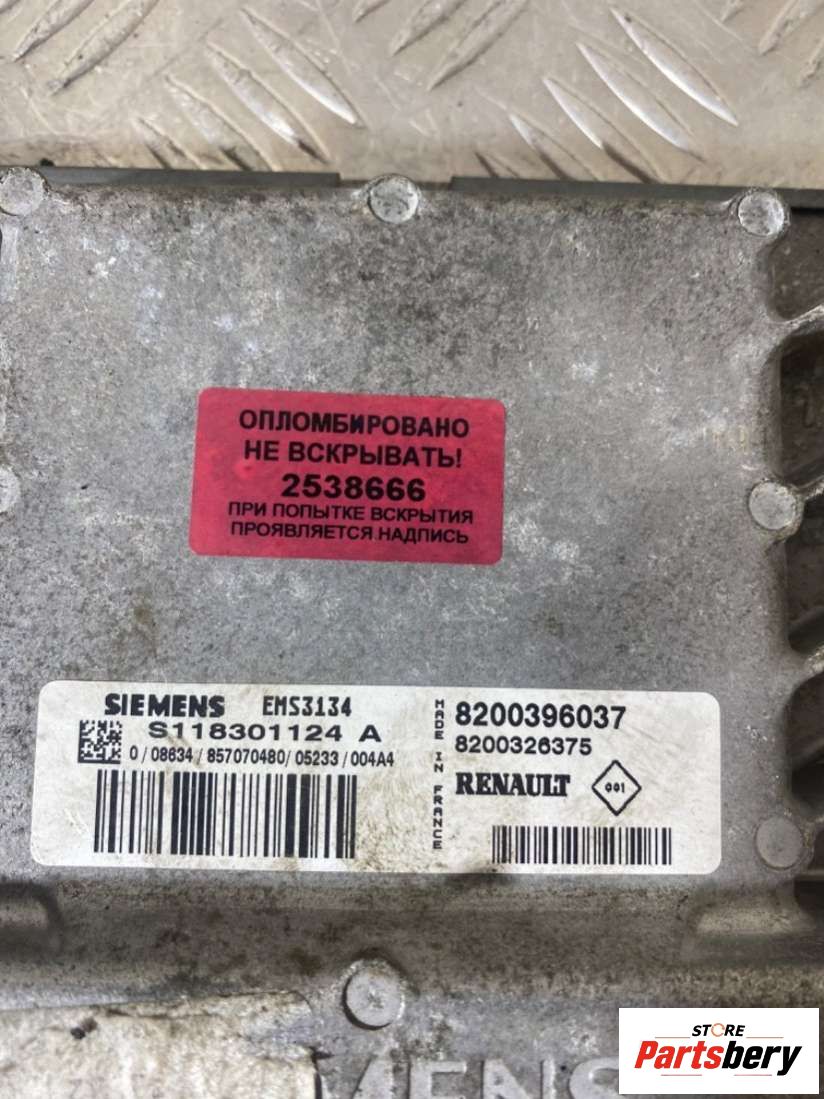 ОПЛОМБИРОВАНО
НЕ ВСКРЫВАТЬ!
2538666
ПРИ ПОПЫТКЕ ВСКРЫТИЯ
ПРОЯВЛЯЕТСЯ НАДПИСЬ
SIEMENS EMS3134
S118301124 A
0/08634/857070480/05233/004A4
MADE IN FRANCE
8200396037
8200326375
RENAULT
001
STORE
Partsbery